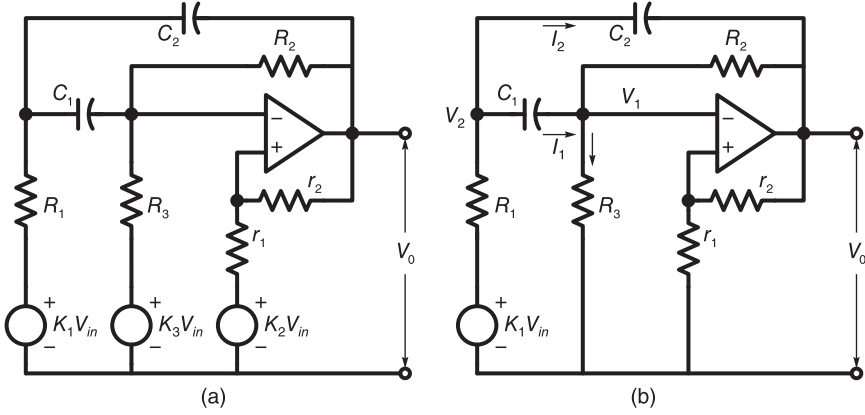 C₂
R₂
C₁
−
+
r₂
R₁
R₃
r₁
V₀
+
K₁Vᵢₙ
−
+
K₃Vᵢₙ
−
+
K₂Vᵢₙ
−
(a)
I₂
C₂
R₂
C₁
V₁
V₂
I₁
−
+
r₂
R₁
R₃
r₁
V₀
+
K₁Vᵢₙ
−
(b)